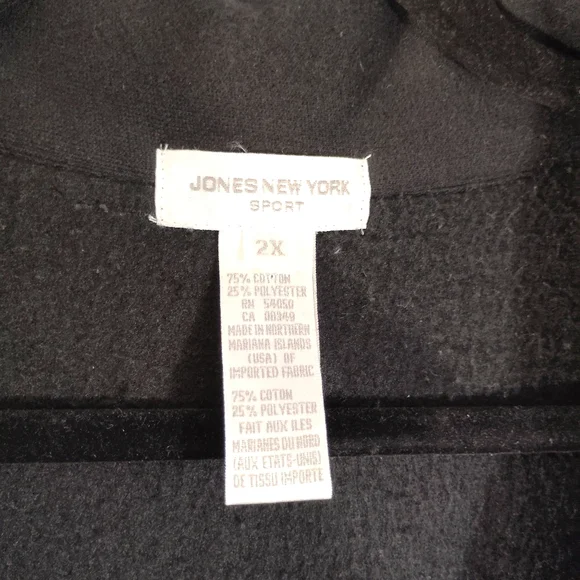 JONES NEW YORK
SPORT
2X
75% COTTON
25% POLYESTER
RN 54050
CA 00349
MADE IN NORTHERN
MARIANA ISLANDS
(USA) OF
IMPORTED FABRIC
75% COTON
25% POLYESTER
FAIT AUX ILES
MARIANES DU NORD
(AUX ETATS-UNIS)
DE TISSU IMPORTE